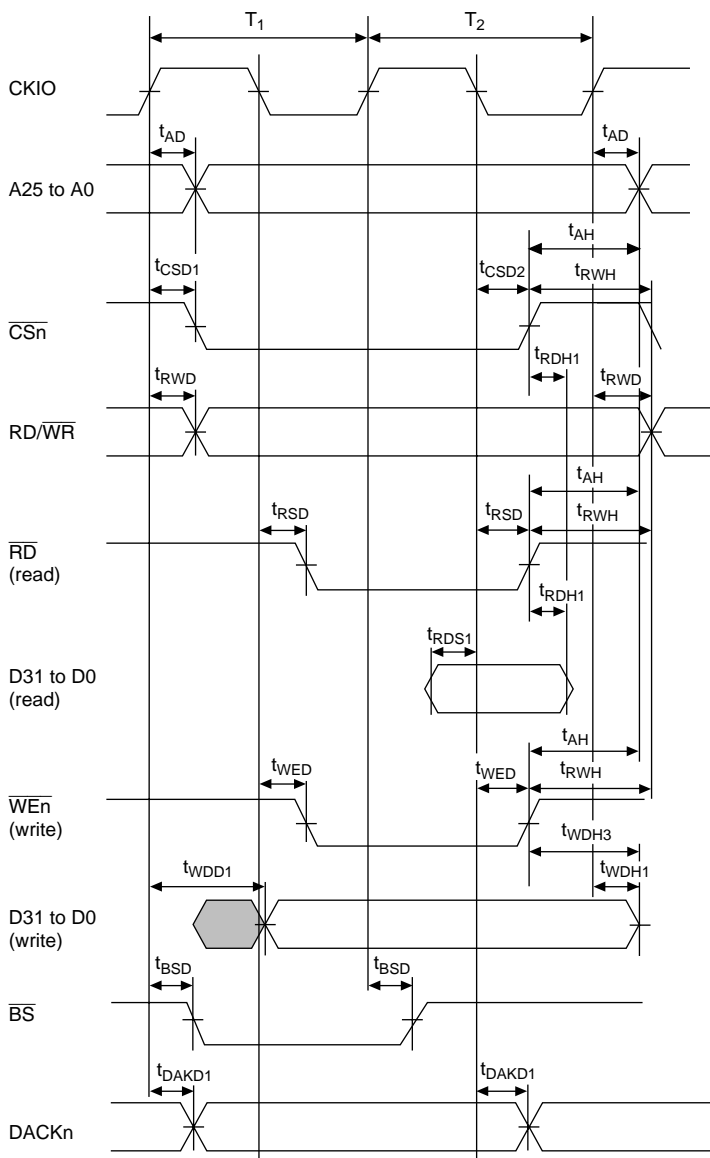 T1 T2
CKIO
tAD tAD
A25 to A0
tAH
tCSD1 tCSD2 tRWH
CSn
tRDH1
tRWD tRWD
RD/WR
tAH
tRSD tRSD tRWH
RD
(read)
tRDH1
tRDS1
D31 to D0
(read)
tAH
tWED tWED tRWH
WEn
(write)
tWDH3
tWDD1 tWDH1
D31 to D0
(write)
tBSD tBSD
BS
tDAKD1 tDAKD1
DACKn